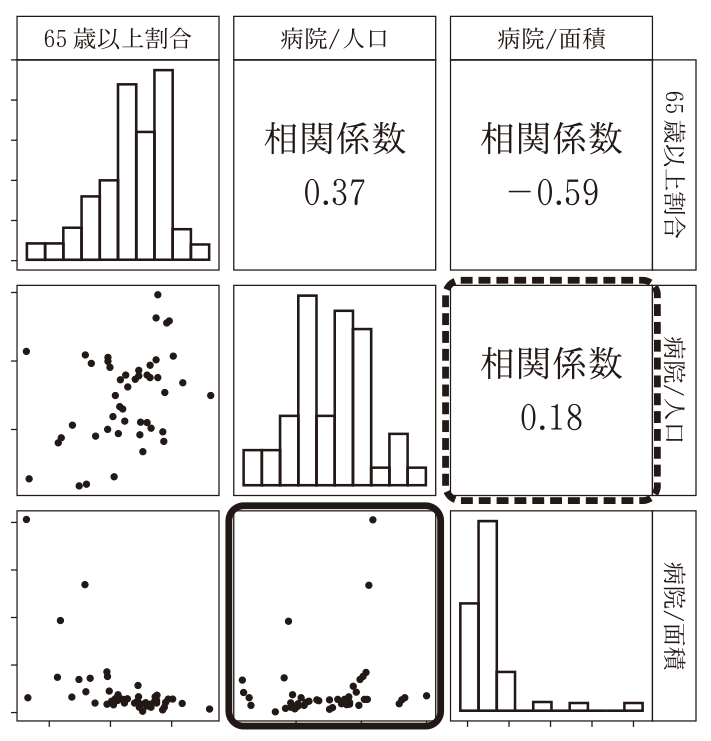 65 歳以上割合
病院/人口
病院/面積
相関係数
0.37
相関係数
−0.59
65 歳以上割合
相関係数
0.18
病院/人口
病院/面積